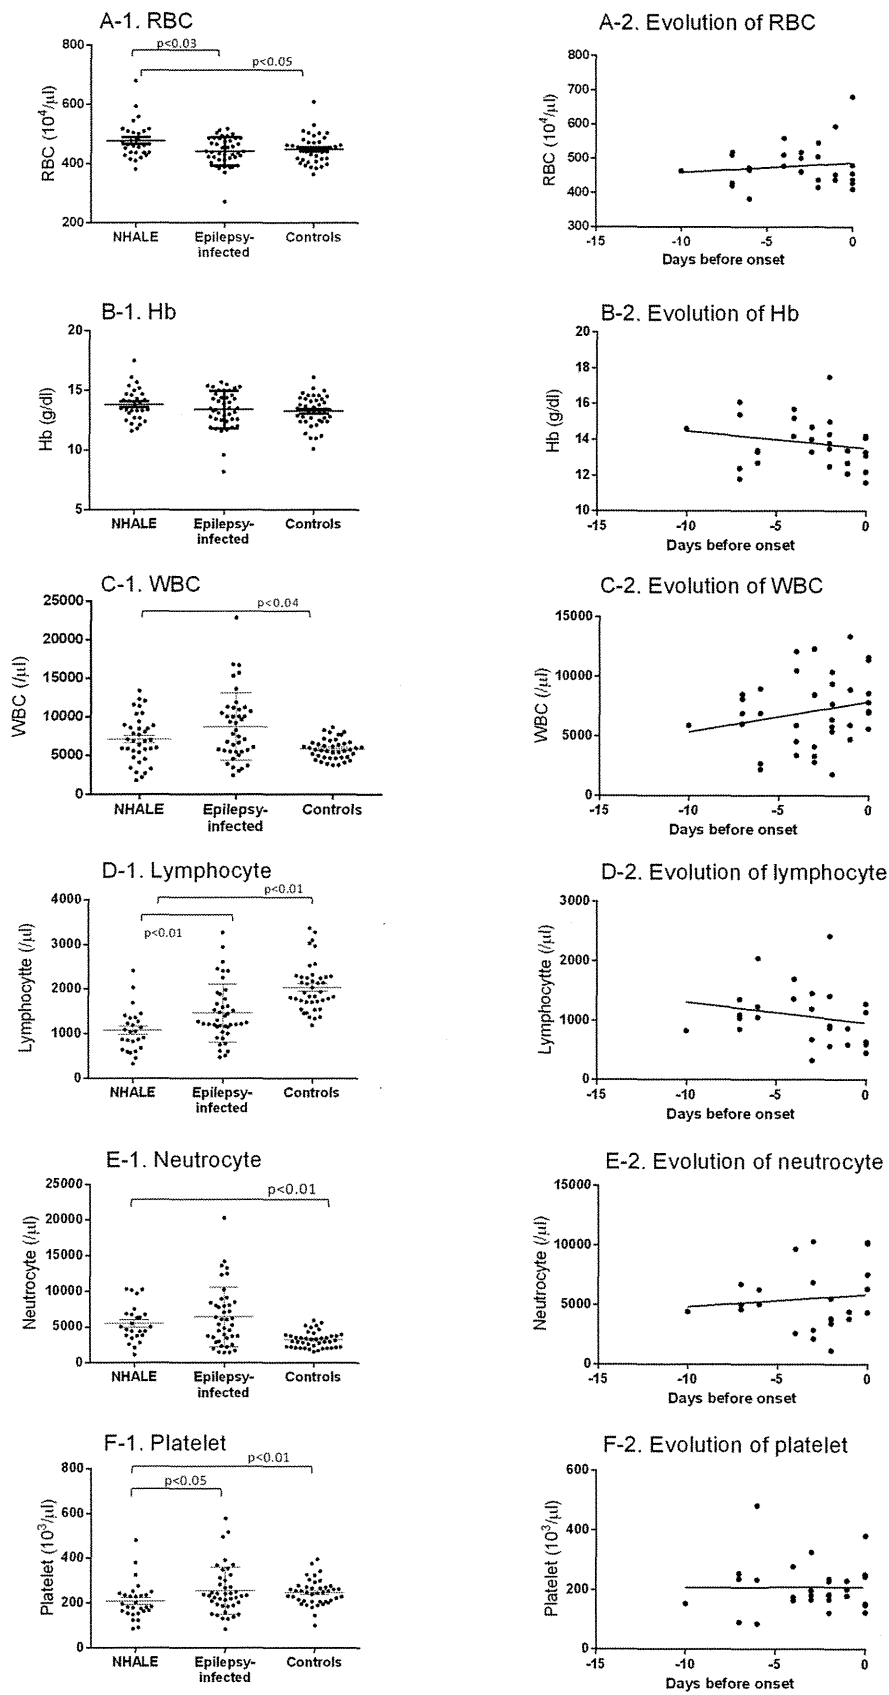 A-1. RBC
p<0.03
p<0.05
800
600
400
200
RBC (10⁴/μl)
NHALE
Epilepsy-
infected
Controls
A-2. Evolution of RBC
800
700
600
500
400
300
RBC (10⁴/μl)
-15
-10
-5
0
Days before onset
B-1. Hb
20
15
10
5
Hb (g/dl)
NHALE
Epilepsy-
infected
Controls
B-2. Evolution of Hb
20
18
16
14
12
10
Hb (g/dl)
-15
-10
-5
0
Days before onset
C-1. WBC
p<0.04
25000
20000
15000
10000
5000
0
WBC (/μl)
NHALE
Epilepsy-
infected
Controls
C-2. Evolution of WBC
15000
10000
5000
0
WBC (/μl)
-15
-10
-5
0
Days before onset
D-1. Lymphocyte
p<0.01
p<0.01
4000
3000
2000
1000
0
Lymphocytte (/μl)
NHALE
Epilepsy-
infected
Controls
D-2. Evolution of lymphocyte
3000
2000
1000
0
Lymphocytte (/μl)
-15
-10
-5
0
Days before onset
E-1. Neutrocyte
p<0.01
25000
20000
15000
10000
5000
0
Neutrocyte (/μl)
NHALE
Epilepsy-
infected
Controls
E-2. Evolution of neutrocyte
15000
10000
5000
0
Neutrocyte (/μl)
-15
-10
-5
0
Days before onset
F-1. Platelet
p<0.01
p<0.05
800
600
400
200
0
Platelet (10³/μl)
NHALE
Epilepsy-
infected
Controls
F-2. Evolution of platelet
600
400
200
0
Platelet (10³/μl)
-15
-10
-5
0
Days before onset